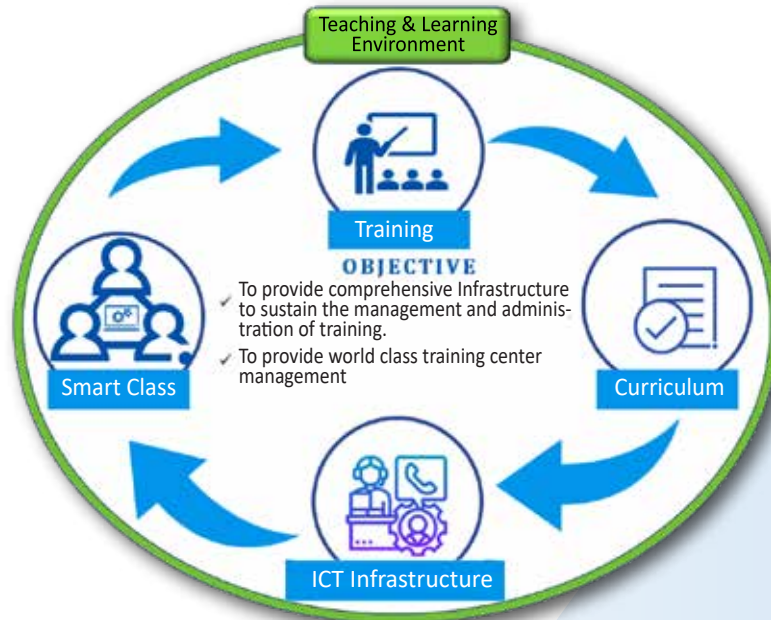 Teaching & Learning
Environment
Training
OBJECTIVE
✓ To provide comprehensive Infrastructure
to sustain the management and adminis-
tration of training.
✓ To provide world class training center
management
Smart Class
Curriculum
ICT Infrastructure